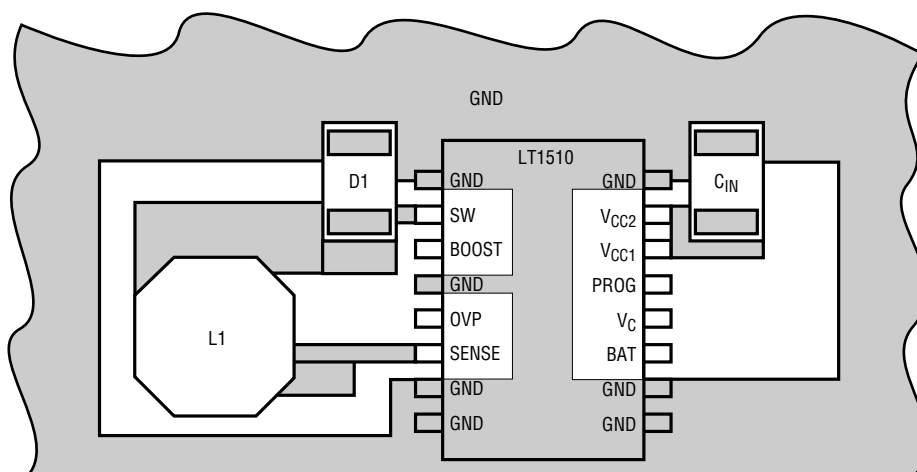 GND
LT1510
D1
C_IN
GND
GND
SW
V_CC2
BOOST
V_CC1
GND
PROG
L1
OVP
V_C
SENSE
BAT
GND
GND
GND
GND